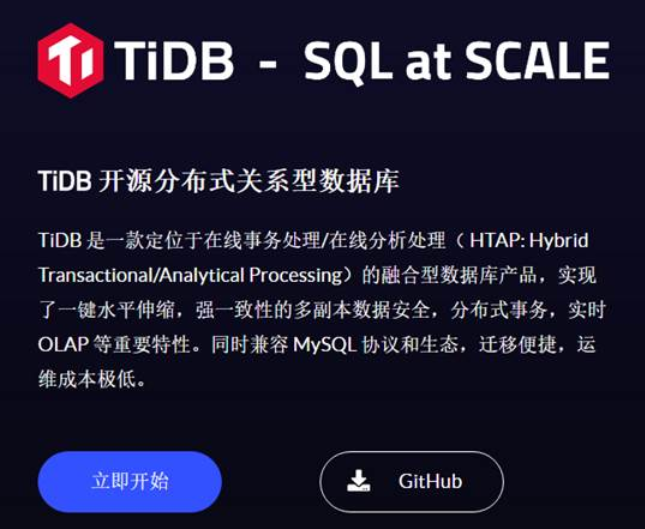 TiDB - SQL at SCALE
TiDB 开源分布式关系型数据库
TiDB 是一款定位于在线事务处理/在线分析处理（ HTAP: Hybrid
Transactional/Analytical Processing）的融合型数据库产品，实现
了一键水平伸缩，强一致性的多副本数据安全，分布式事务，实时
OLAP 等重要特性。同时兼容 MySQL 协议和生态，迁移便捷，运
维成本极低。
立即开始
GitHub